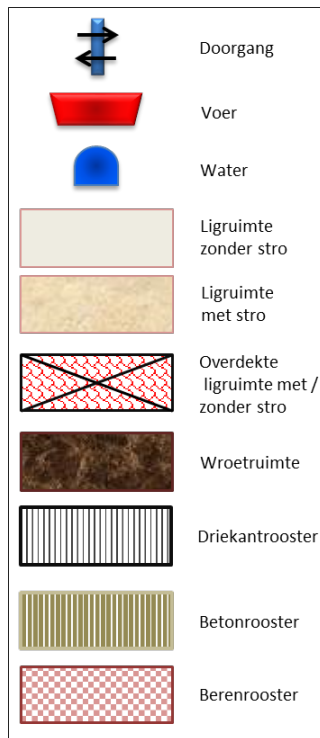 Doorgang
Voer
Water
Ligruimte
zonder stro
Ligruimte
met stro
Overdekte
ligruimte met /
zonder stro
Wroetruimte
Driekantrooster
Betonrooster
Berenrooster